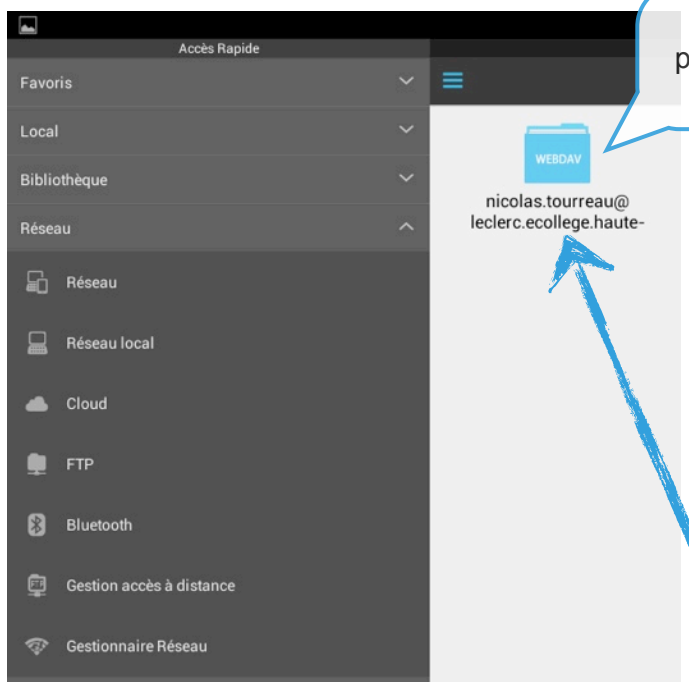 Accès Rapide
Favoris
Local
Bibliothèque
Réseau
Réseau
Réseau local
Cloud
FTP
Bluetooth
Gestion accès à distance
Gestionnaire Réseau
p
WEBDAV
nicolas.tourreau@
leclerc.ecollege.haute-